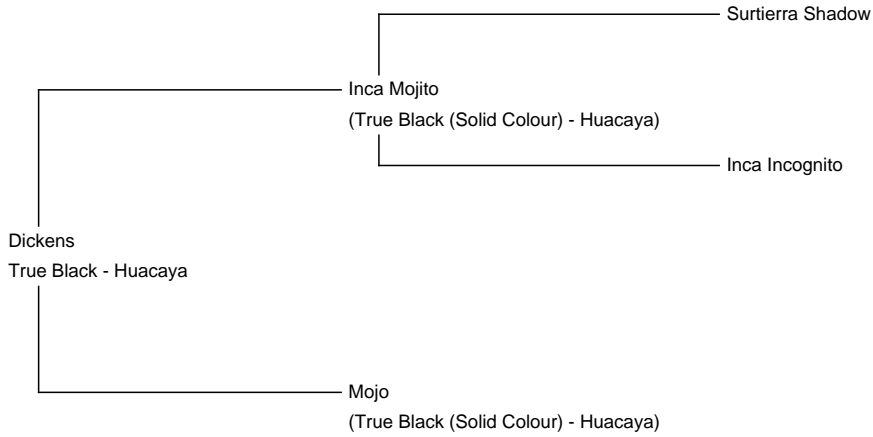 Surtierra Shadow
Inca Mojito
(True Black (Solid Colour) - Huacaya)
Inca Incognito
Dickens
True Black - Huacaya
Mojo
(True Black (Solid Colour) - Huacaya)